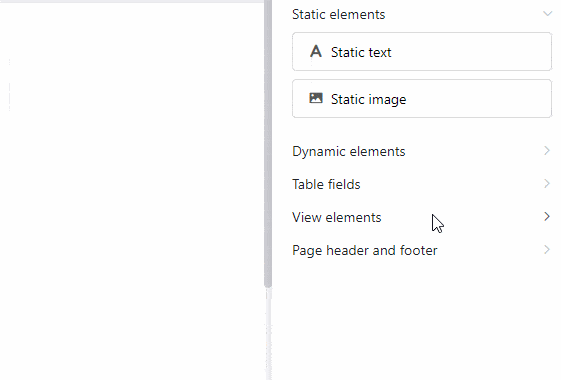 Static elements
Static text
Static image
Dynamic elements
Table fields
View elements
Page header and footer